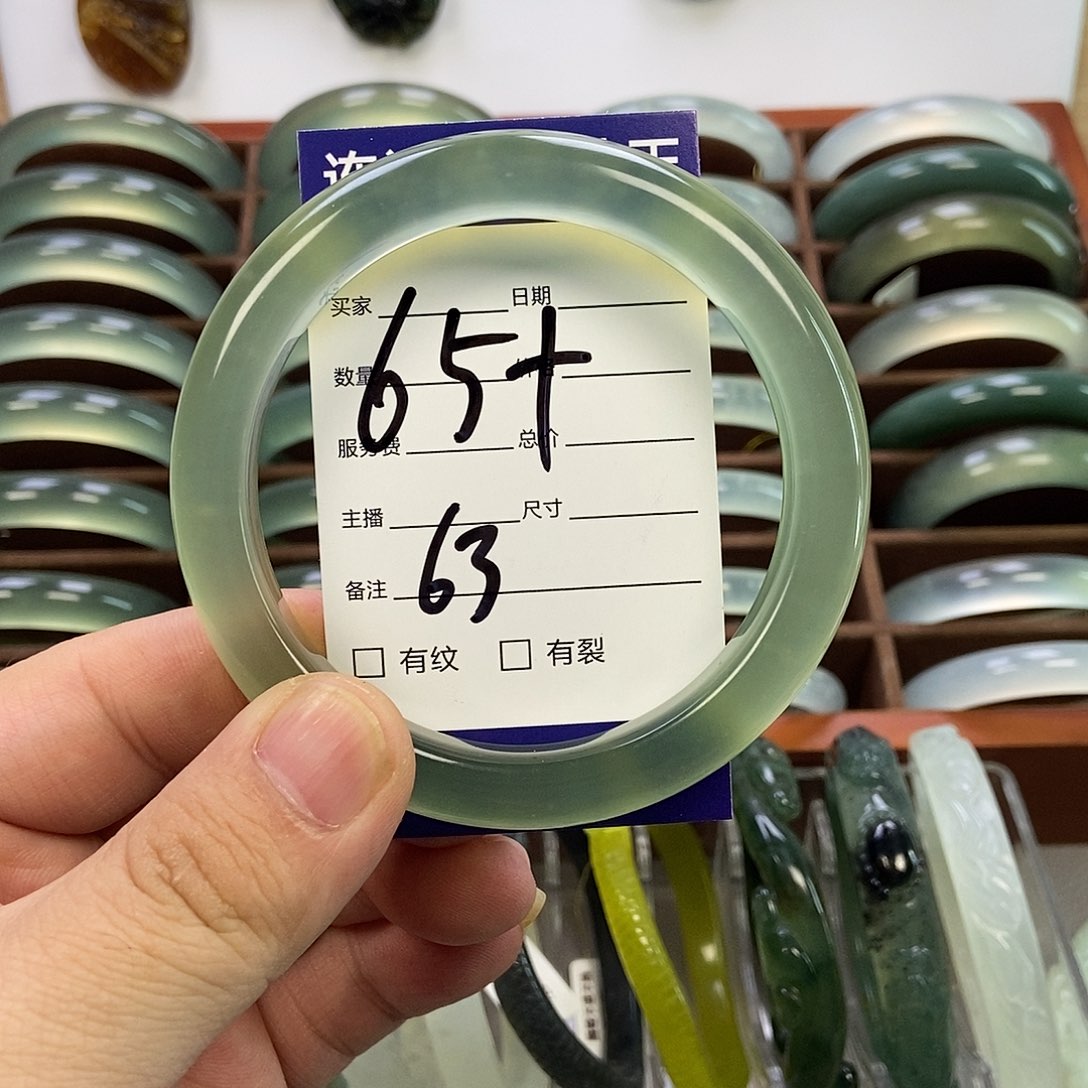 买家 日期
65+
数量
服务费 总价
主播 尺寸
63
备注
有纹 有裂